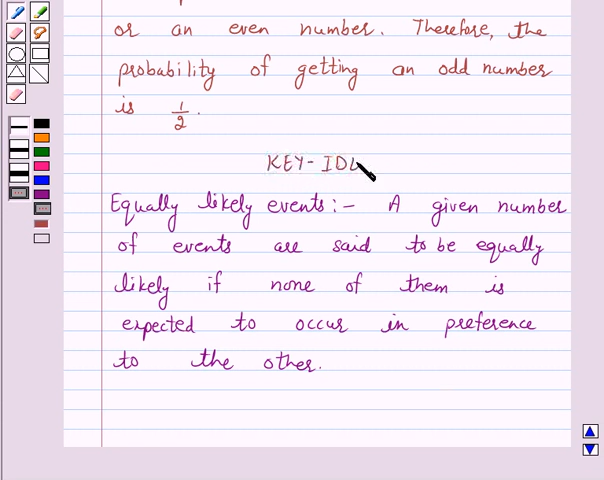 or an even number. Therefore, the
probability of getting an odd number
is 1/2.
KEY-ID
Equally likely events:- A given number
of events are said to be equally
likely if none of them is
expected to occur in preference
to the other.